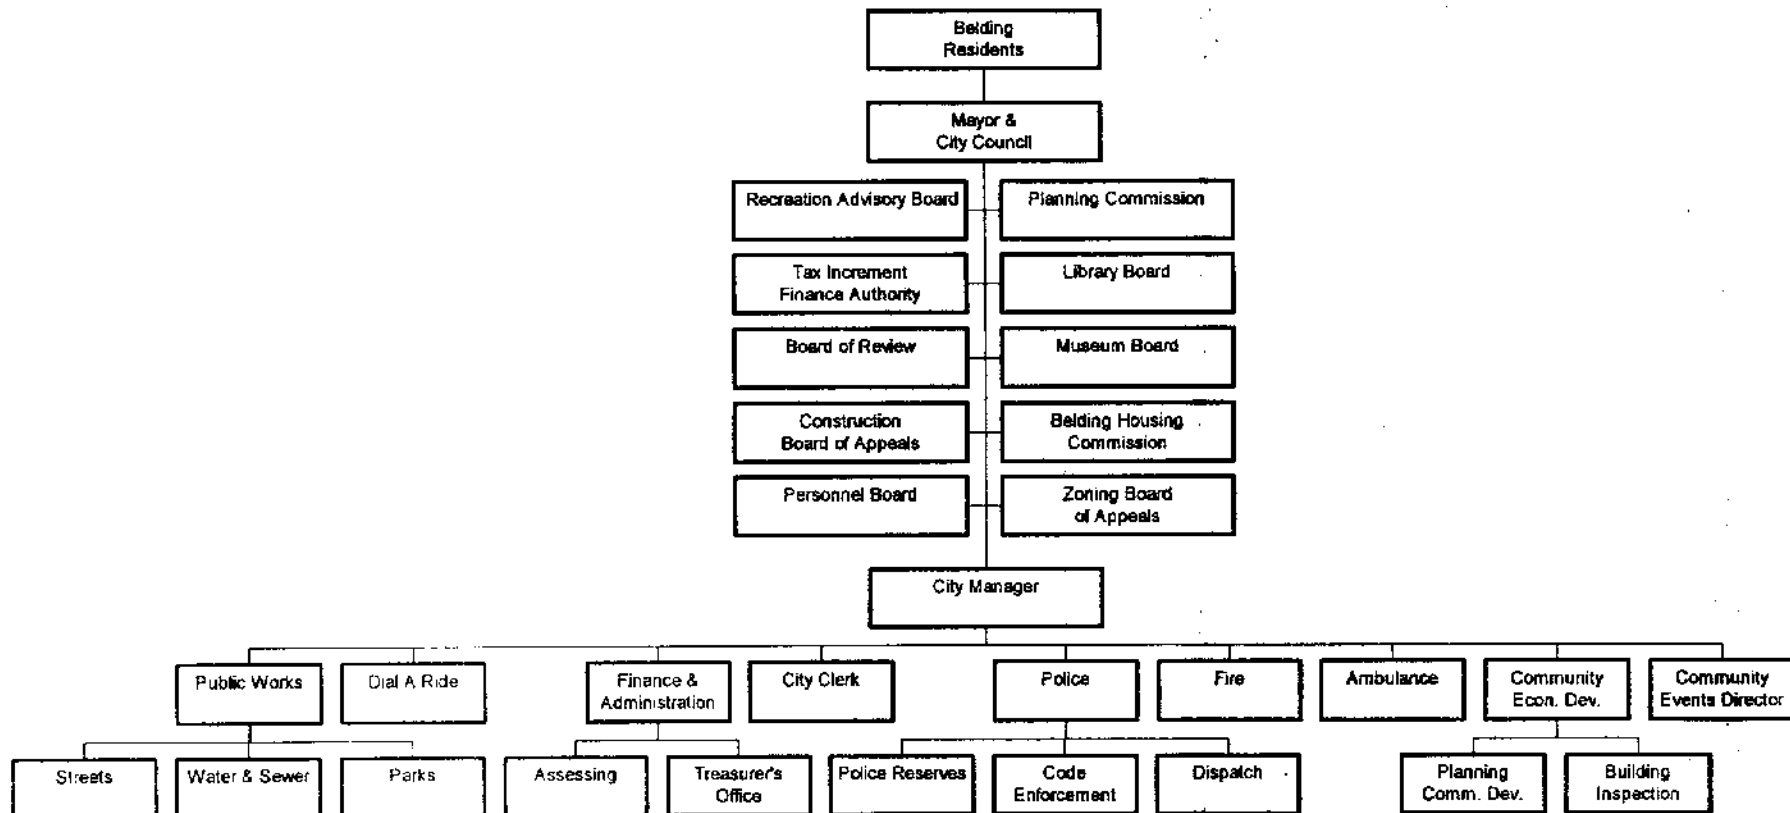 Belding
Residents
Mayor &
City Council
Recreation Advisory Board
Planning Commission
Tax Increment
Finance Authority
Library Board
Board of Review
Museum Board
Construction
Board of Appeals
Belding Housing
Commission
Personnel Board
Zoning Board
of Appeals
City Manager
Public Works
Dial A Ride
Finance &
Administration
City Clerk
Police
Fire
Ambulance
Community
Econ. Dev.
Community
Events Director
Streets
Water & Sewer
Parks
Assessing
Treasurer's
Office
Police Reserves
Code
Enforcement
Dispatch
Planning
Comm. Dev.
Building
Inspection